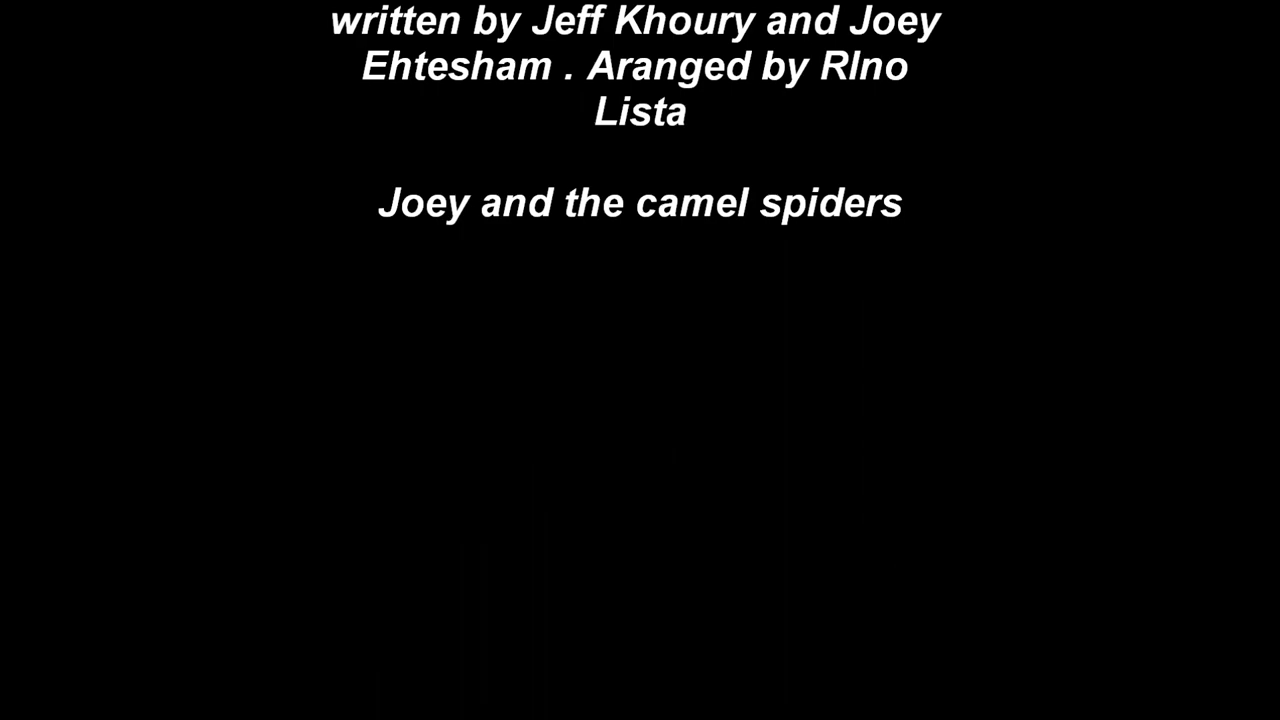 written by Jeff Khoury and Joey
Ehtesham . Aranged by RIno
Lista
Joey and the camel spiders